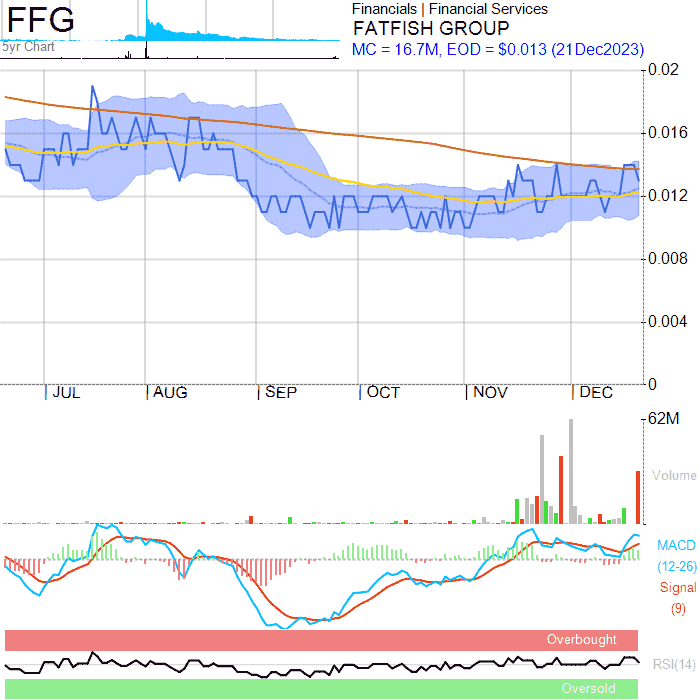 FFG
5yr Chart
Financials | Financial Services
FATFISH GROUP
MC = 16.7M, EOD = $0.013 (21Dec2023)
0.02
0.016
0.012
0.008
0.004
0
JUL AUG SEP OCT NOV DEC
62M
Volume
MACD
(12-26)
Signal
(9)
Overbought
RSI(14)
Oversold